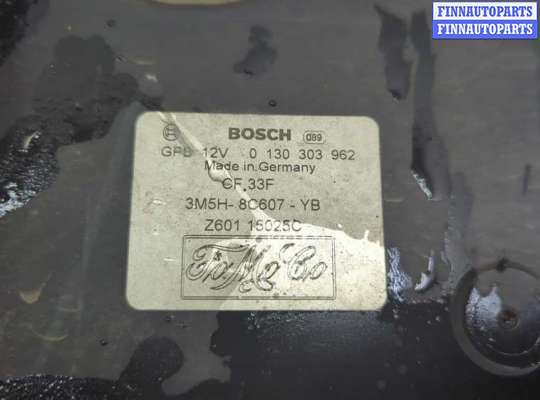 FINNAUTOPARTS
FINNAUTOPARTS
BOSCH 089
GPB 12V 0 130 303 962
Made in Germany
CF.33F
3M5H-8C607-YB
Z601 15025C
FoMoCo